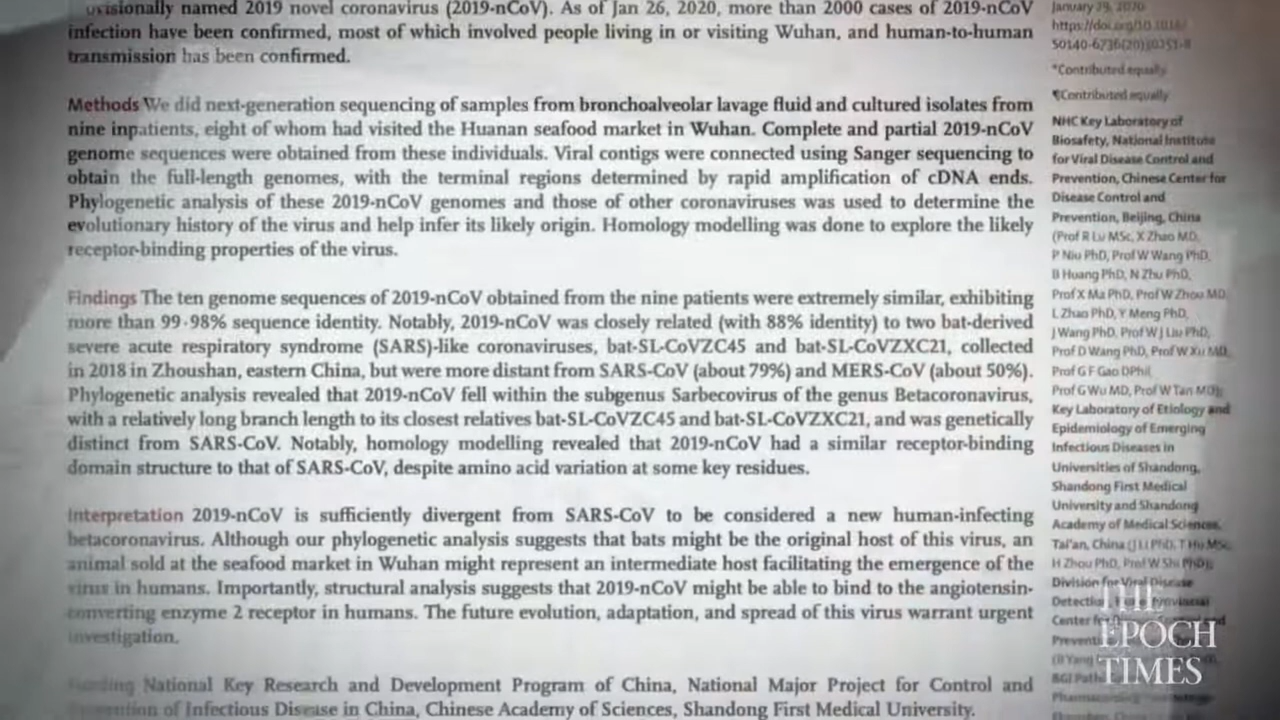 ovisionally named 2019 novel coronavirus (2019-nCoV). As of Jan 26, 2020, more than 2000 cases of 2019-nCoV
infection have been confirmed, most of which involved people living in or visiting Wuhan, and human-to-human
transmission has been confirmed.
Methods We did next-generation sequencing of samples from bronchoalveolar lavage fluid and cultured isolates from
nine inpatients, eight of whom had visited the Huanan seafood market in Wuhan. Complete and partial 2019-nCoV
genome sequences were obtained from these individuals. Viral contigs were connected using Sanger sequencing to
obtain the full-length genomes, with the terminal regions determined by rapid amplification of cDNA ends.
Phylogenetic analysis of these 2019-nCoV genomes and those of other coronaviruses was used to determine the
evolutionary history of the virus and help infer its likely origin. Homology modelling was done to explore the likely
receptor-binding properties of the virus.
Findings The ten genome sequences of 2019-nCoV obtained from the nine patients were extremely similar, exhibiting
more than 99·98% sequence identity. Notably, 2019-nCoV was closely related (with 88% identity) to two bat-derived
severe acute respiratory syndrome (SARS)-like coronaviruses, bat-SL-CoVZC45 and bat-SL-CoVZXC21, collected
in 2018 in Zhoushan, eastern China, but were more distant from SARS-CoV (about 79%) and MERS-CoV (about 50%).
Phylogenetic analysis revealed that 2019-nCoV fell within the subgenus Sarbecovirus of the genus Betacoronavirus,
with a relatively long branch length to its closest relatives bat-SL-CoVZC45 and bat-SL-CoVZXC21, and was genetically
distinct from SARS-CoV. Notably, homology modelling revealed that 2019-nCoV had a similar receptor-binding
domain structure to that of SARS-CoV, despite amino acid variation at some key residues.
Interpretation 2019-nCoV is sufficiently divergent from SARS-CoV to be considered a new human-infecting
betacoronavirus. Although our phylogenetic analysis suggests that bats might be the original host of this virus, an
animal sold at the seafood market in Wuhan might represent an intermediate host facilitating the emergence of the
virus in humans. Importantly, structural analysis suggests that 2019-nCoV might be able to bind to the angiotensin-
converting enzyme 2 receptor in humans. The future evolution, adaptation, and spread of this virus warrant urgent
investigation.
National Key Research and Development Program of China, National Major Project for Control and
of Infectious Disease in China, Chinese Academy of Sciences, Shandong First Medical University.
January 29, 2020
https://doi.org/10.1016/
S0140-6736(20)30251-8
*Contributed equally
¶Contributed equally
NHC Key Laboratory of
Biosafety, National Institute
for Viral Disease Control and
Prevention, Chinese Center for
Disease Control and
Prevention, Beijing, China
(Prof R Lu MSc, X Zhao MD,
P Niu PhD, Prof W Wang PhD,
B Huang PhD, N Zhu PhD,
Prof X Ma PhD, Prof W Zhou MD,
L Zhao PhD, Y Meng PhD,
J Wang PhD, Prof W J Liu PhD,
Prof D Wang PhD, Prof W Xu MD,
Prof G F Gao DPhil,
Prof G Wu MD, Prof W Tan MD);
Key Laboratory of Etiology and
Epidemiology of Emerging
Infectious Diseases in
Universities of Shandong,
Shandong First Medical
University and Shandong
Academy of Medical Sciences,
Tai'an, China (J Li PhD, T Hu MSc,
H Zhou PhD, Prof W Shi PhD);
Division for Viral Disease
THE
EPOCH
TIMES